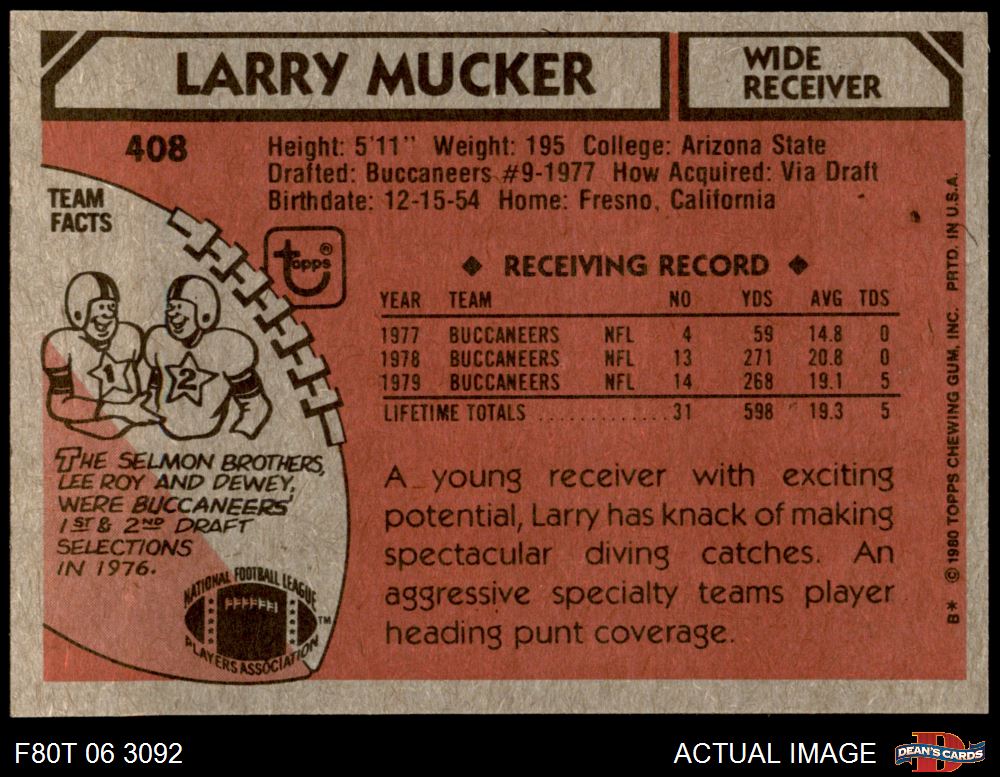 LARRY MUCKER
WIDE
RECEIVER
408
Height: 5'11" Weight: 195 College: Arizona State
Drafted: Buccaneers #9-1977 How Acquired: Via Draft
Birthdate: 12-15-54 Home: Fresno, California
TEAM
FACTS
topps®
◆ RECEIVING RECORD ◆
YEAR TEAM NO YDS AVG TDS
1977 BUCCANEERS NFL 4 59 14.8 0
1978 BUCCANEERS NFL 13 271 20.8 0
1979 BUCCANEERS NFL 14 268 19.1 5
LIFETIME TOTALS ............ 31 598 19.3 5
1 2
THE SELMON BROTHERS,
LEE ROY AND DEWEY,
WERE BUCCANEERS'
1ST & 2ND DRAFT
SELECTIONS
IN 1976.
NATIONAL FOOTBALL LEAGUE
PLAYERS ASSOCIATION
TM
A young receiver with exciting
potential, Larry has knack of making
spectacular diving catches. An
aggressive specialty teams player
heading punt coverage.
B* © 1980 TOPPS CHEWING GUM, INC. PRTD. IN U.S.A.
F80T 06 3092
ACTUAL IMAGE
D
DEAN'S CARDS